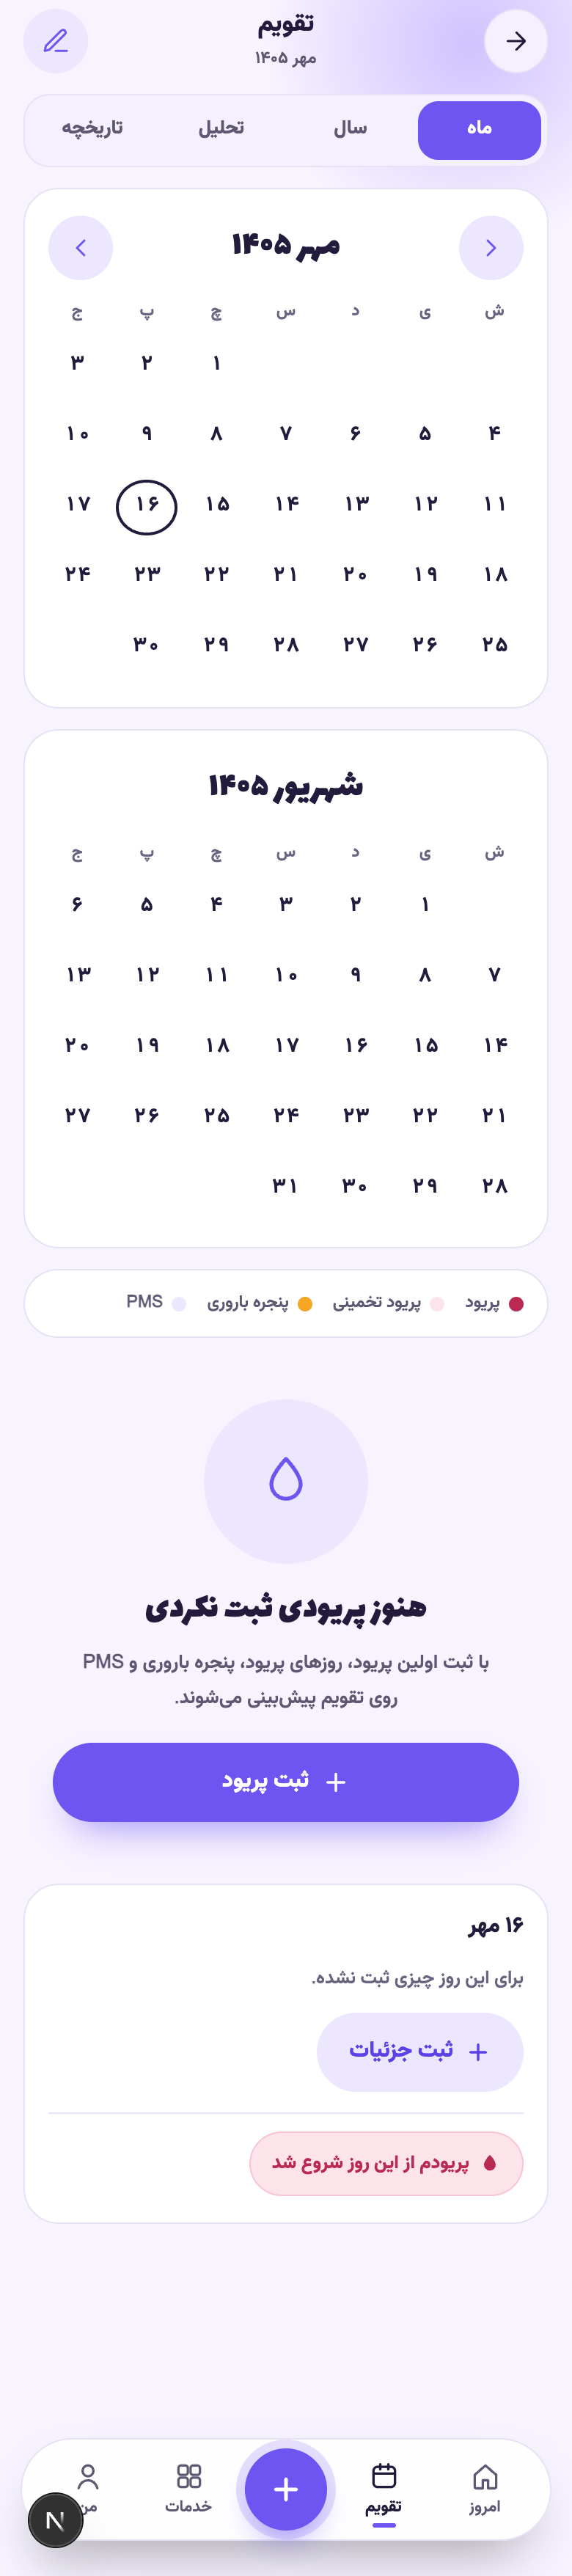 تقویم
مهر ۱۴۰۵
ماه سال تحلیل تاریخچه
مهر ۱۴۰۵
ش ی د س چ پ ج
۱ ۲ ۳
۴ ۵ ۶ ۷ ۸ ۹ ۱۰
۱۱ ۱۲ ۱۳ ۱۴ ۱۵ ۱۶ ۱۷
۱۸ ۱۹ ۲۰ ۲۱ ۲۲ ۲۳ ۲۴
۲۵ ۲۶ ۲۷ ۲۸ ۲۹ ۳۰
شهریور ۱۴۰۵
ش ی د س چ پ ج
۱ ۲ ۳ ۴ ۵ ۶
۷ ۸ ۹ ۱۰ ۱۱ ۱۲ ۱۳
۱۴ ۱۵ ۱۶ ۱۷ ۱۸ ۱۹ ۲۰
۲۱ ۲۲ ۲۳ ۲۴ ۲۵ ۲۶ ۲۷
۲۸ ۲۹ ۳۰ ۳۱
پریود پریود تخمینی پنجره باروری PMS
هنوز پریودی ثبت نکردی
با ثبت اولین پریود، روزهای پریود، پنجره باروری و PMS
روی تقویم پیش‌بینی می‌شوند.
ثبت پریود
۱۶ مهر
برای این روز چیزی ثبت نشده.
ثبت جزئیات
پریودم از این روز شروع شد
امروز تقویم خدمات من
N